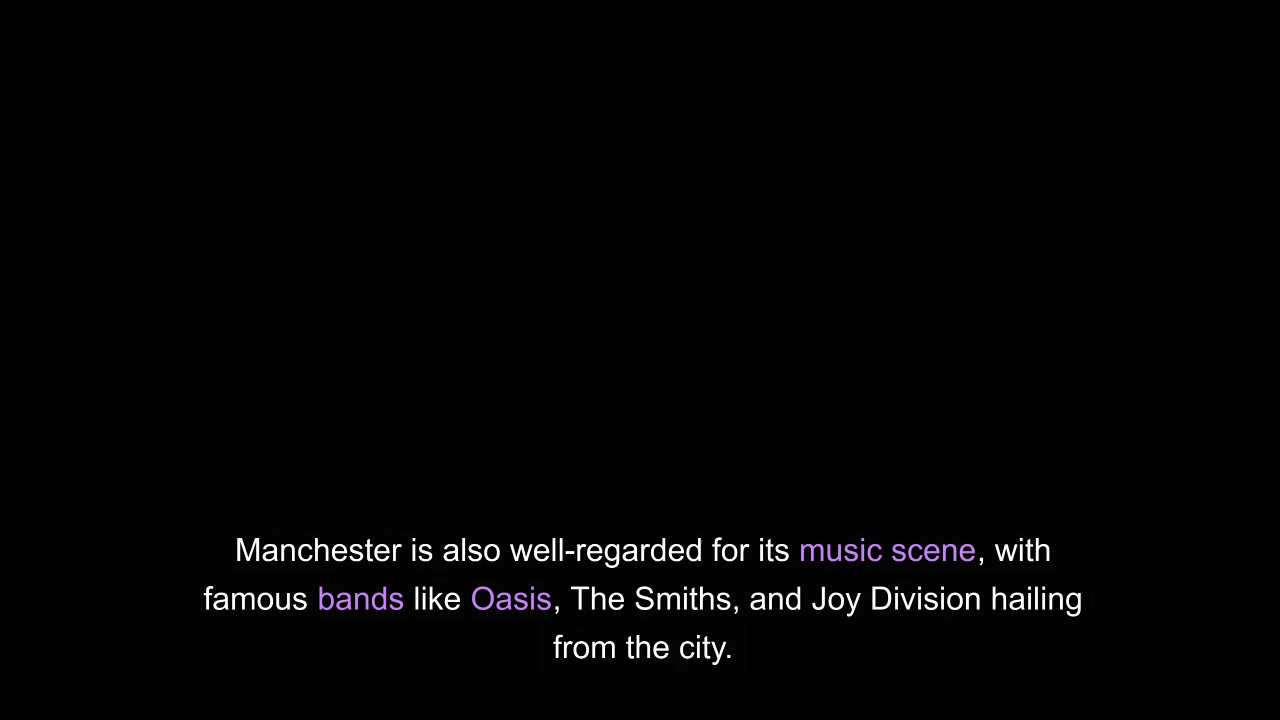 Manchester is also well-regarded for its music scene, with
famous bands like Oasis, The Smiths, and Joy Division hailing
from the city.